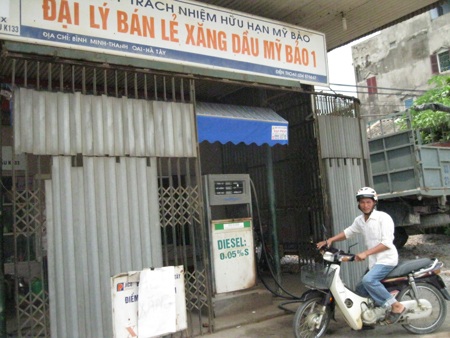 TRÁCH NHIỆM HỮU HẠN MỸ BẢO
ĐẠI LÝ BÁN LẺ XĂNG DẦU MỸ BẢO 1
ĐỊA CHỈ: BÌNH MINH-THANH OAI-HÀ TÂY
K133
DIESEL:
0,05% S